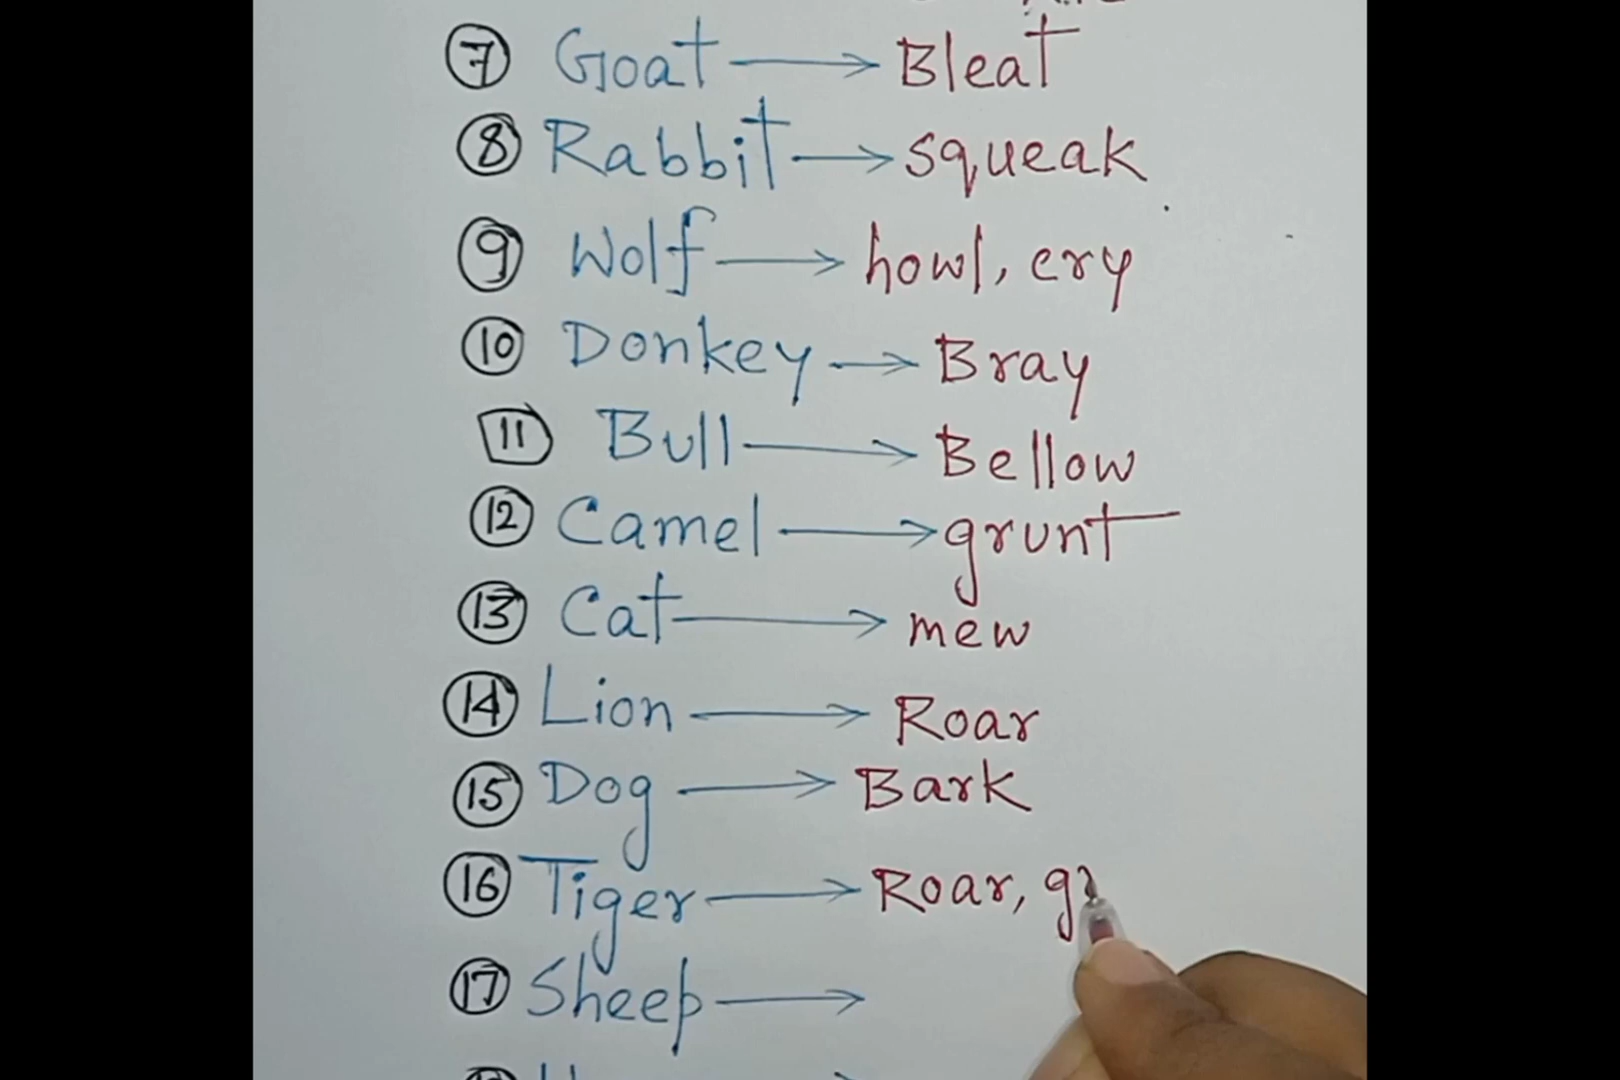 7 Goat → Bleat
8 Rabbit → squeak
9 Wolf → howl, cry
10 Donkey → Bray
11 Bull → Bellow
12 Camel → grunt
13 Cat → mew
14 Lion → Roar
15 Dog → Bark
16 Tiger → Roar, gr
17 Sheep →